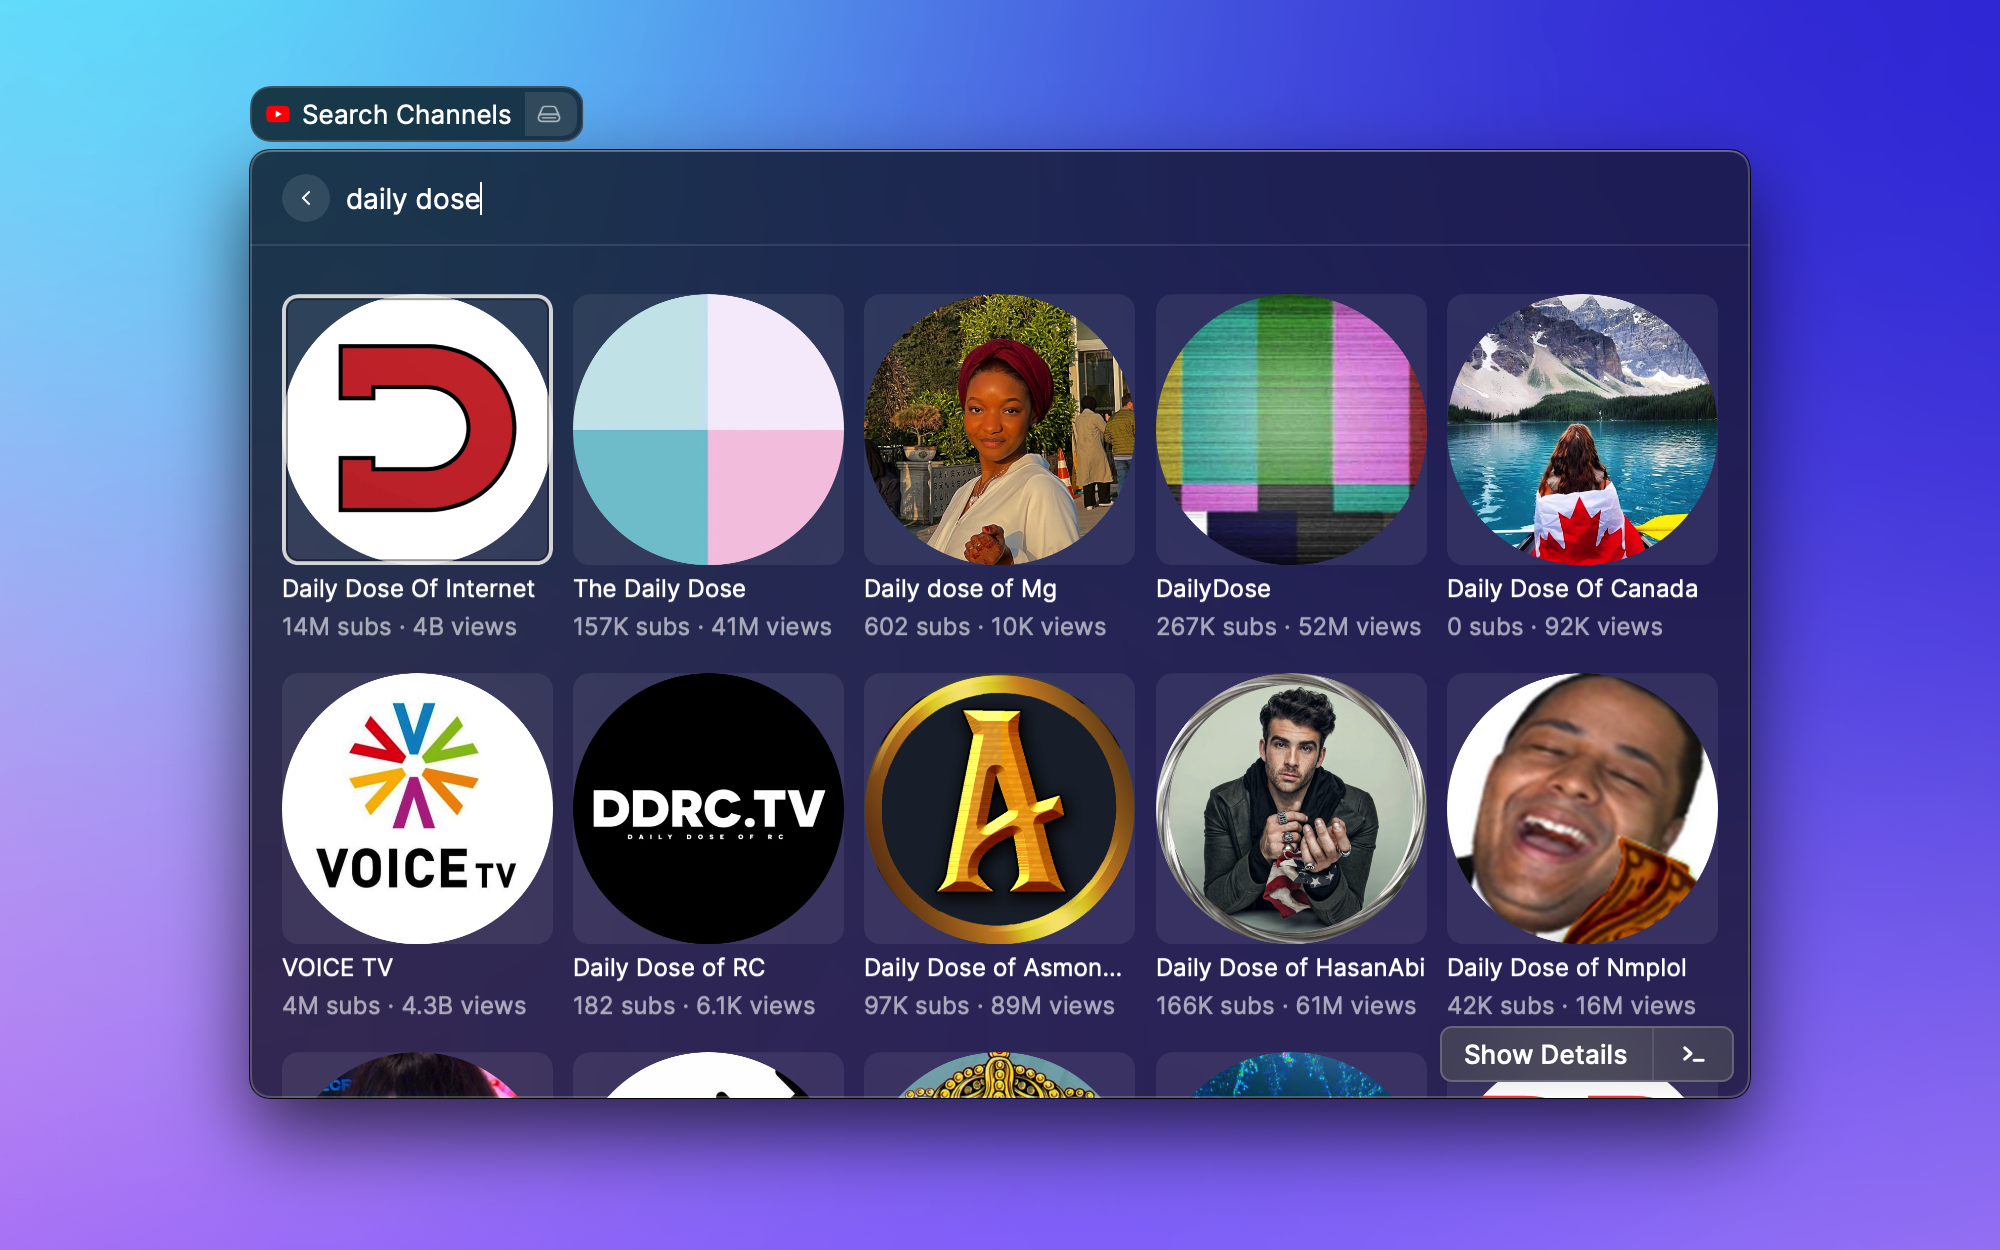 Search Channels
daily dose
Daily Dose Of Internet
14M subs · 4B views
The Daily Dose
157K subs · 41M views
Daily dose of Mg
602 subs · 10K views
DailyDose
267K subs · 52M views
Daily Dose Of Canada
0 subs · 92K views
VOICE TV
VOICE TV
4M subs · 4.3B views
DDRC.TV
DAILY DOSE OF RC
Daily Dose of RC
182 subs · 6.1K views
A
Daily Dose of Asmon...
97K subs · 89M views
Daily Dose of HasanAbi
166K subs · 61M views
Daily Dose of Nmplol
42K subs · 16M views
Show Details